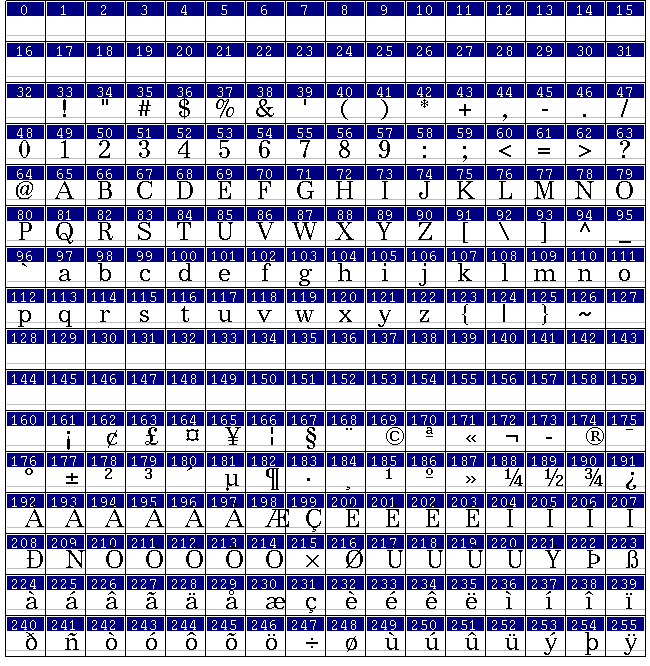 0 1 2 3 4 5 6 7 8 9 10 11 12 13 14 15
16 17 18 19 20 21 22 23 24 25 26 27 28 29 30 31
32 33 34 35 36 37 38 39 40 41 42 43 44 45 46 47
! " # $ % & ' ( ) * + , - . /
48 49 50 51 52 53 54 55 56 57 58 59 60 61 62 63
0 1 2 3 4 5 6 7 8 9 : ; < = > ?
64 65 66 67 68 69 70 71 72 73 74 75 76 77 78 79
@ A B C D E F G H I J K L M N O
80 81 82 83 84 85 86 87 88 89 90 91 92 93 94 95
P Q R S T U V W X Y Z [ \ ] ^ _
96 97 98 99 100 101 102 103 104 105 106 107 108 109 110 111
` a b c d e f g h i j k l m n o
112 113 114 115 116 117 118 119 120 121 122 123 124 125 126 127
p q r s t u v w x y z { | } ~
128 129 130 131 132 133 134 135 136 137 138 139 140 141 142 143
144 145 146 147 148 149 150 151 152 153 154 155 156 157 158 159
160 161 162 163 164 165 166 167 168 169 170 171 172 173 174 175
¡ ¢ £ ¤ ¥ ¦ § ¨ © ª « ¬ - ® ¯
176 177 178 179 180 181 182 183 184 185 186 187 188 189 190 191
° ± ² ³ ´ µ ¶ · ¸ ¹ º » ¼ ½ ¾ ¿
192 193 194 195 196 197 198 199 200 201 202 203 204 205 206 207
A A A A A A Æ Ç E E E E I I I I
208 209 210 211 212 213 214 215 216 217 218 219 220 221 222 223
Ð N O O O O O × Ø U U U U Y Þ ß
224 225 226 227 228 229 230 231 232 233 234 235 236 237 238 239
à á â ã ä å æ ç è é ê ë ì í î ï
240 241 242 243 244 245 246 247 248 249 250 251 252 253 254 255
ð ñ ò ó ô õ ö ÷ ø ù ú û ü ý þ ÿ